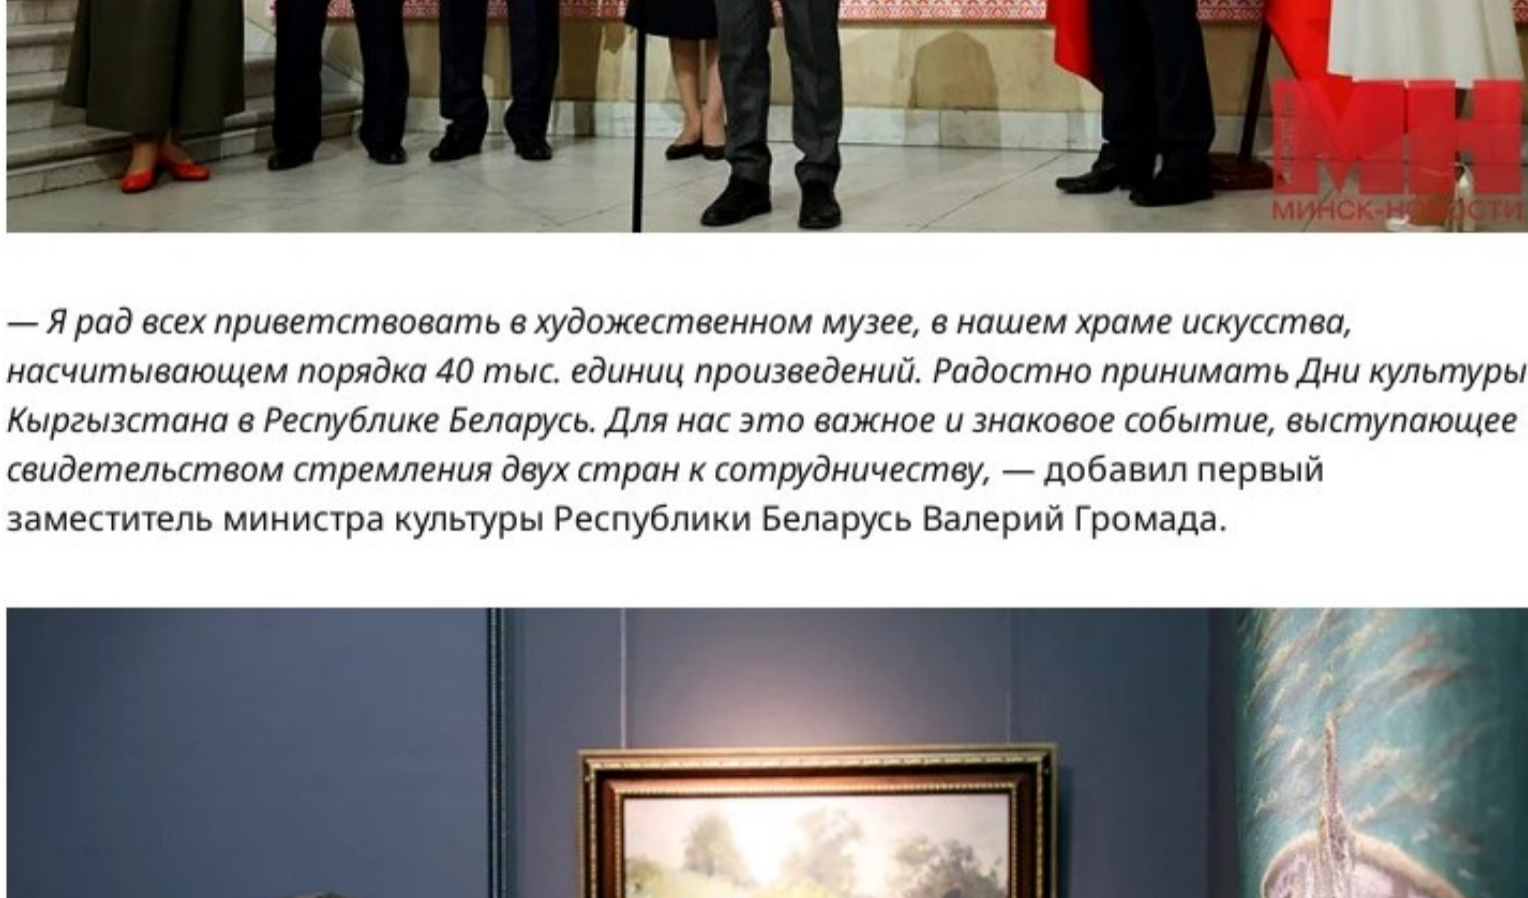 МН
МИНСК-НОВОСТИ
— Я рад всех приветствовать в художественном музее, в нашем храме искусства,
насчитывающем порядка 40 тыс. единиц произведений. Радостно принимать Дни культуры
Кыргызстана в Республике Беларусь. Для нас это важное и знаковое событие, выступающее
свидетельством стремления двух стран к сотрудничеству, — добавил первый
заместитель министра культуры Республики Беларусь Валерий Громада.